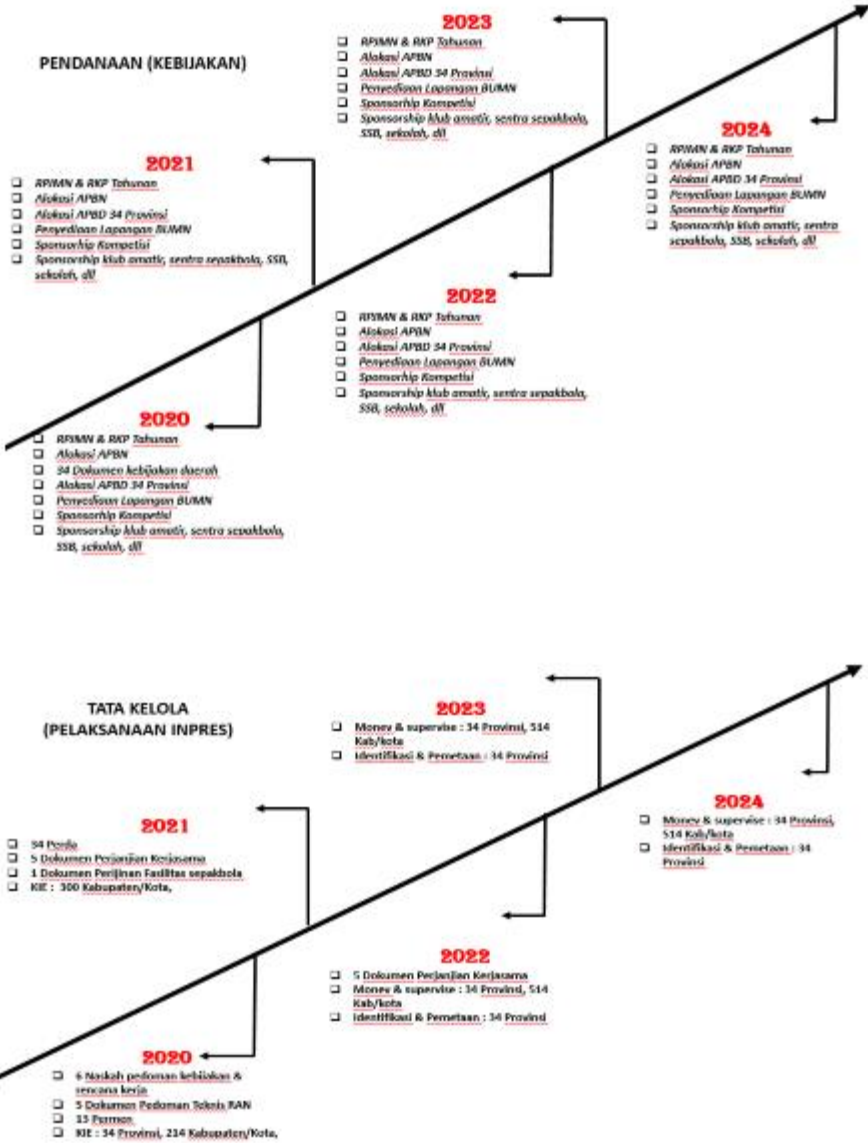 PENDANAAN (KEBIJAKAN)
2023
RPJMN & RKP Tahunan
Alokasi APBN
Alokasi APBD 34 Provinsi
Penyediaan Lapangan BUMN
Sponsorhip Kompetisi
Sponsorship klub amatir, sentra sepakbola,
SSB, sekolah, dll
2021
RPJMN & RKP Tahunan
Alokasi APBN
Alokasi APBD 34 Provinsi
Penyediaan Lapangan BUMN
Sponsorhip Kompetisi
Sponsorship klub amatir, sentra sepakbola, SSB,
sekolah, dll
2024
RPJMN & RKP Tahunan
Alokasi APBN
Alokasi APBD 34 Provinsi
Penyediaan Lapangan BUMN
Sponsorhip Kompetisi
Sponsorship klub amatir, sentra
sepakbola, SSB, sekolah, dll
2022
RPJMN & RKP Tahunan
Alokasi APBN
Alokasi APBD 34 Provinsi
Penyediaan Lapangan BUMN
Sponsorhip Kompetisi
Sponsorship klub amatir, sentra sepakbola,
SSB, sekolah, dll
2020
RPJMN & RKP Tahunan
Alokasi APBN
34 Dokumen kebijakan daerah
Alokasi APBD 34 Provinsi
Penyediaan Lapangan BUMN
Sponsorhip Kompetisi
Sponsorship klub amatir, sentra sepakbola,
SSB, sekolah, dll
TATA KELOLA
(PELAKSANAAN INPRES)
2023
Monev & supervise : 34 Provinsi, 514
Kab/kota
Identifikasi & Pemetaan : 34 Provinsi
2021
34 Perda
5 Dokumen Perjanjian Kerjasama
1 Dokumen Perijinan Fasilitas sepakbola
KIE : 300 Kabupaten/Kota,
2024
Monev & supervise : 34 Provinsi,
514 Kab/kota
Identifikasi & Pemetaan : 34
Provinsi
2022
5 Dokumen Perjanjian Kerjasama
Monev & supervise : 34 Provinsi, 514
Kab/kota
Identifikasi & Pemetaan : 34 Provinsi
2020
6 Naskah pedoman kebijakan &
rencana kerja
5 Dokumen Pedoman Teknis RAN
13 Permen
KIE : 34 Provinsi, 214 Kabupaten/Kota,